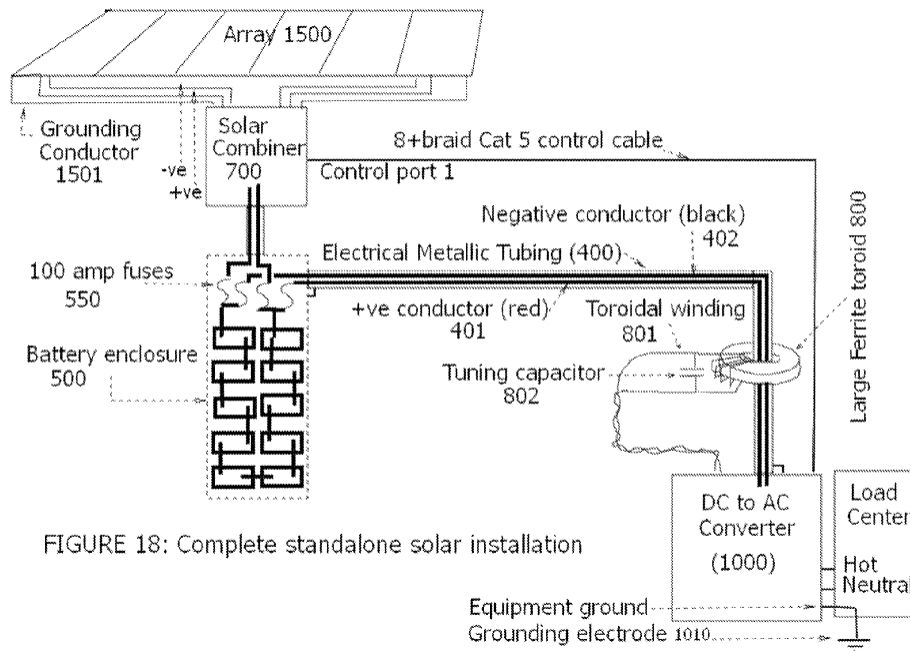 Array 1500
Grounding
Conductor
1501
-ve
+ve
Solar
Combiner
700
8+braid Cat 5 control cable
Control port 1
Negative conductor (black)
402
Electrical Metallic Tubing (400)
100 amp fuses
550
+ve conductor (red)
401
Toroidal winding
801
Large Ferrite toroid 800
Battery enclosure
500
Tuning capacitor
802
DC to AC
Converter
(1000)
Load
Center
Hot
Neutral
FIGURE 18: Complete standalone solar installation
Equipment ground
Grounding electrode 1010